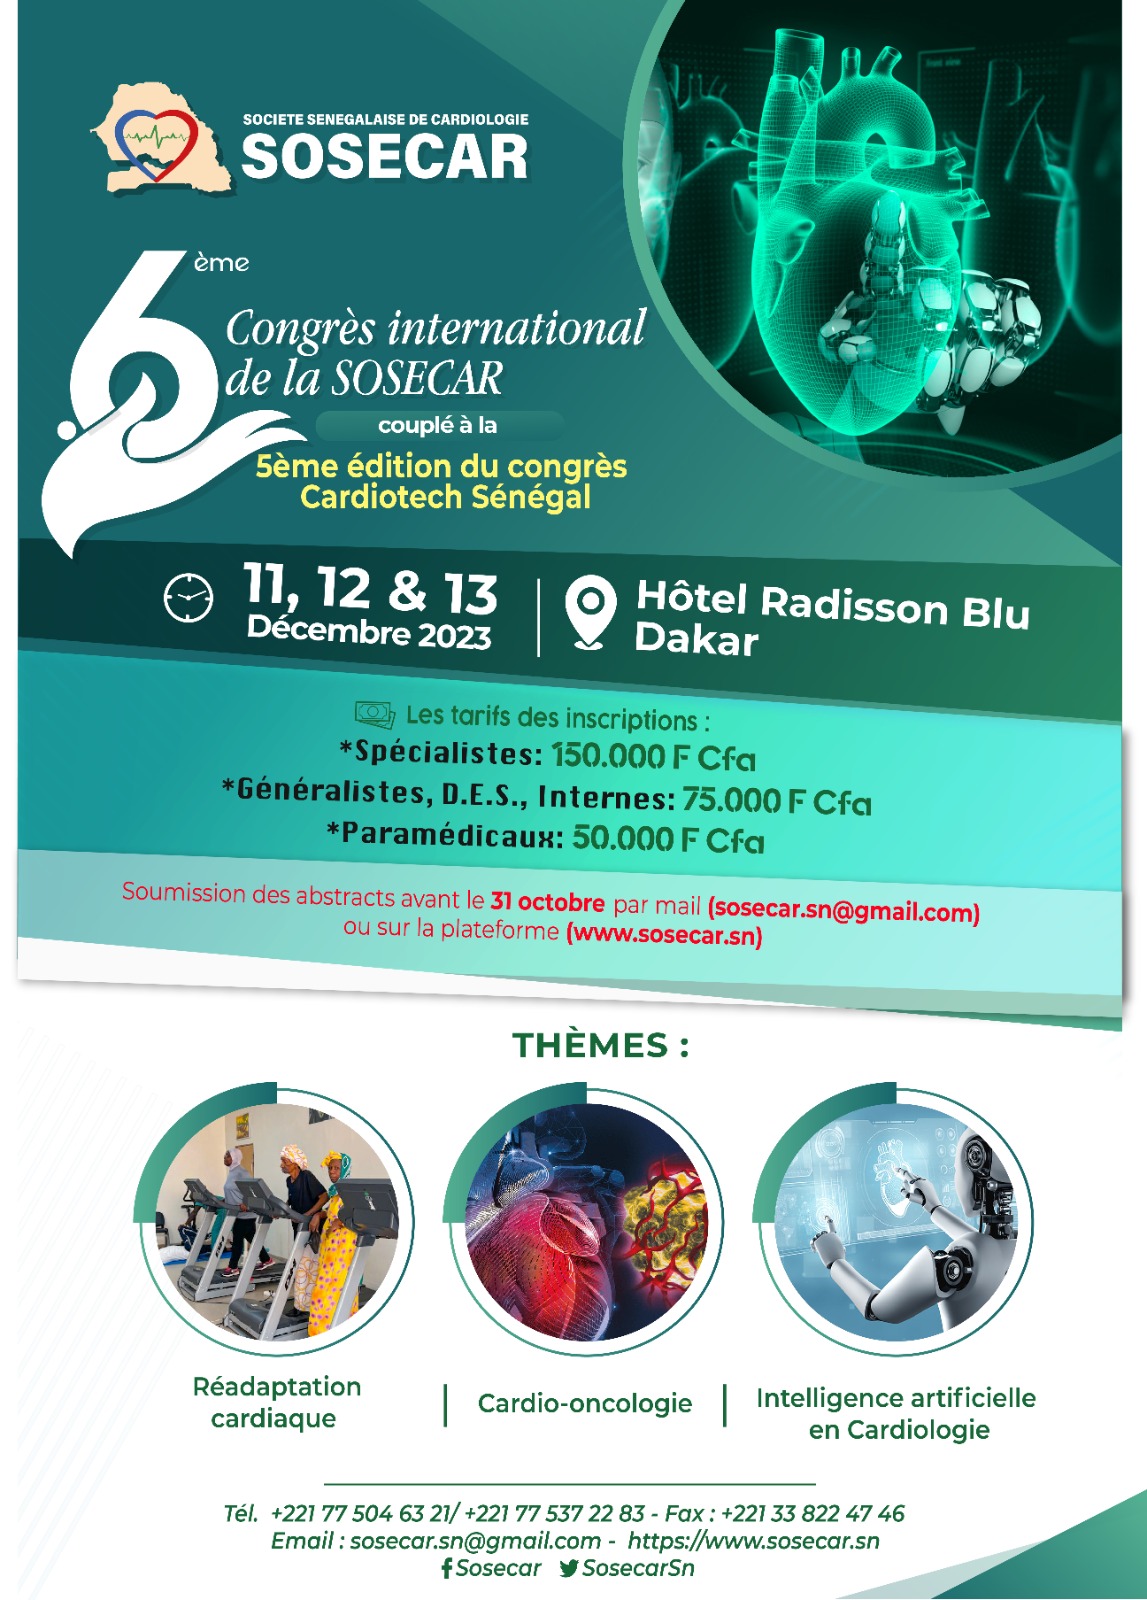 SOCIETE SENEGALAISE DE CARDIOLOGIE
SOSECAR
6ème
Congrès international
de la SOSECAR
couplé à la
5ème édition du congrès
Cardiotech Sénégal
11, 12 & 13
Décembre 2023
Hôtel Radisson Blu
Dakar
Les tarifs des inscriptions :
*Spécialistes: 150.000 F Cfa
*Généralistes, D.E.S., Internes: 75.000 F Cfa
*Paramédicaux: 50.000 F Cfa
Soumission des abstracts avant le 31 octobre par mail (sosecar.sn@gmail.com)
ou sur la plateforme (www.sosecar.sn)
THÈMES :
Réadaptation
cardiaque
Cardio-oncologie
Intelligence artificielle
en Cardiologie
Tél. +221 77 504 63 21/ +221 77 537 22 83 - Fax : +221 33 822 47 46
Email : sosecar.sn@gmail.com - https://www.sosecar.sn
Sosecar SosecarSn